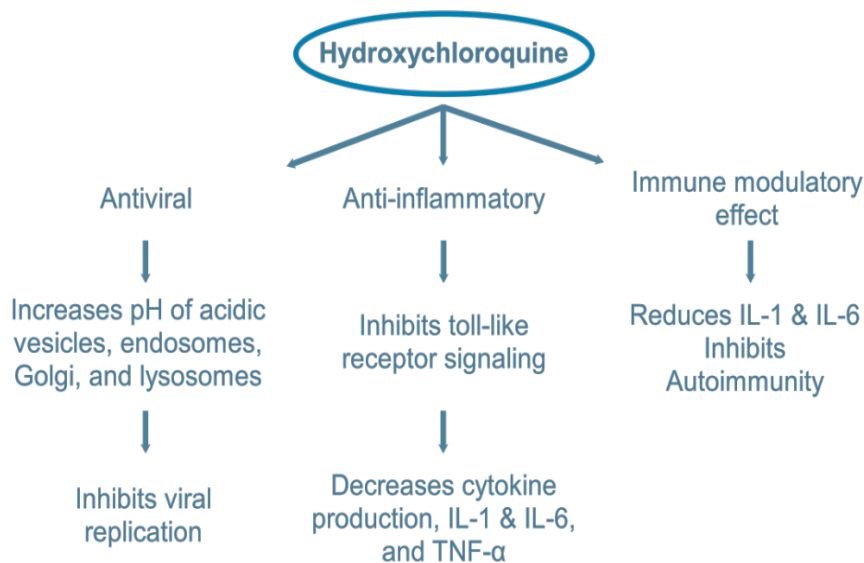 Hydroxychloroquine
Antiviral
Increases pH of acidic
vesicles, endosomes,
Golgi, and lysosomes
Inhibits viral
replication
Anti-inflammatory
Inhibits toll-like
receptor signaling
Decreases cytokine
production, IL-1 & IL-6,
and TNF-α
Immune modulatory
effect
Reduces IL-1 & IL-6
Inhibits
Autoimmunity